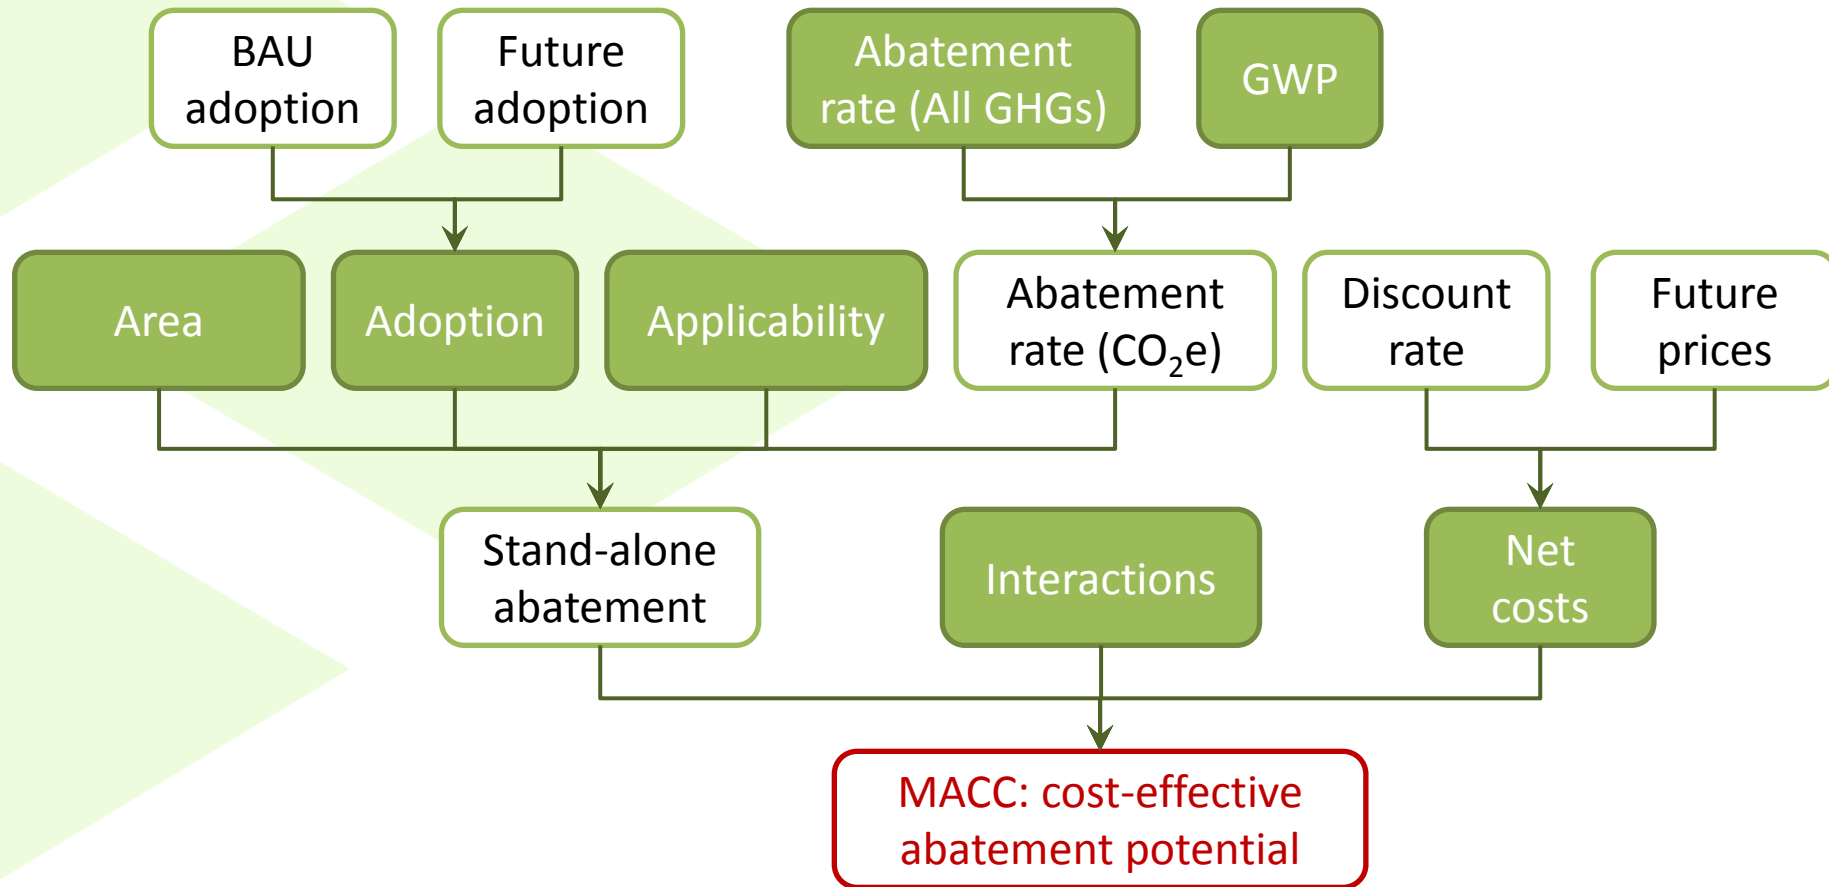 BAU
adoption
Future
adoption
Abatement
rate (All GHGs)
GWP
Area
Adoption
Applicability
Abatement
rate (CO₂e)
Discount
rate
Future
prices
Stand-alone
abatement
Interactions
Net
costs
MACC: cost-effective
abatement potential